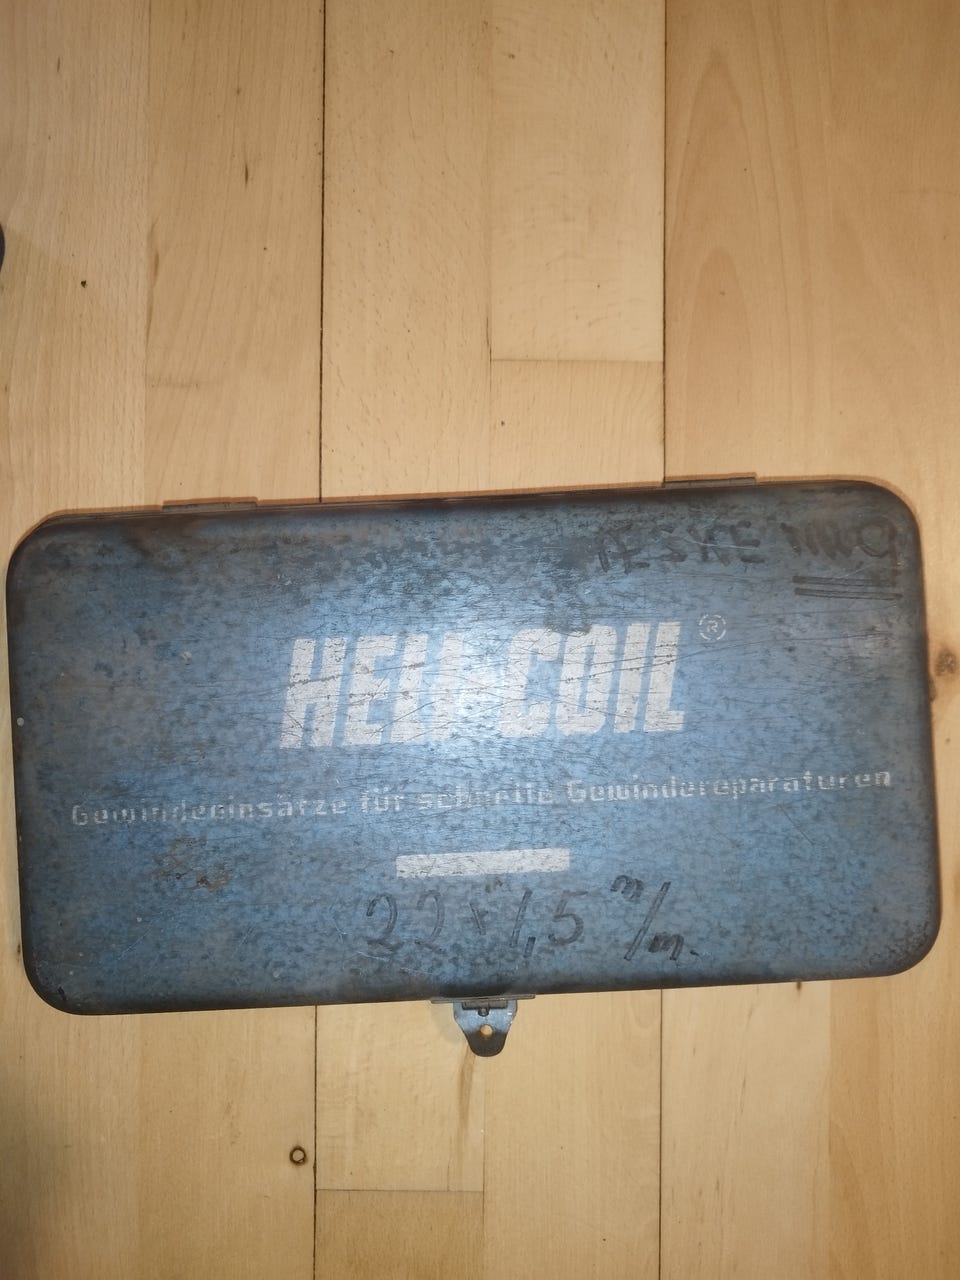 HELI-COIL ®
Gewindeeinsätze für schnelle Gewindereparaturen
22x1,5 m/m.